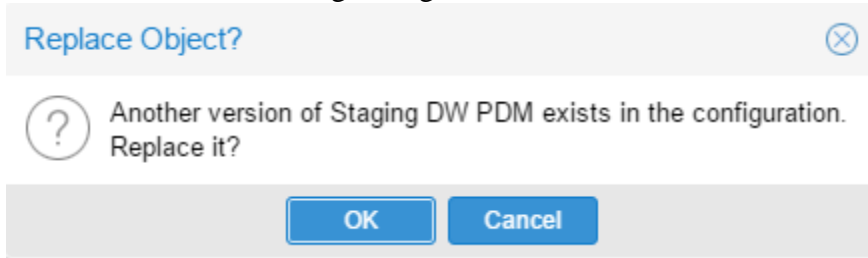 Replace Object?
Another version of Staging DW PDM exists in the configuration.
Replace it?
OK Cancel